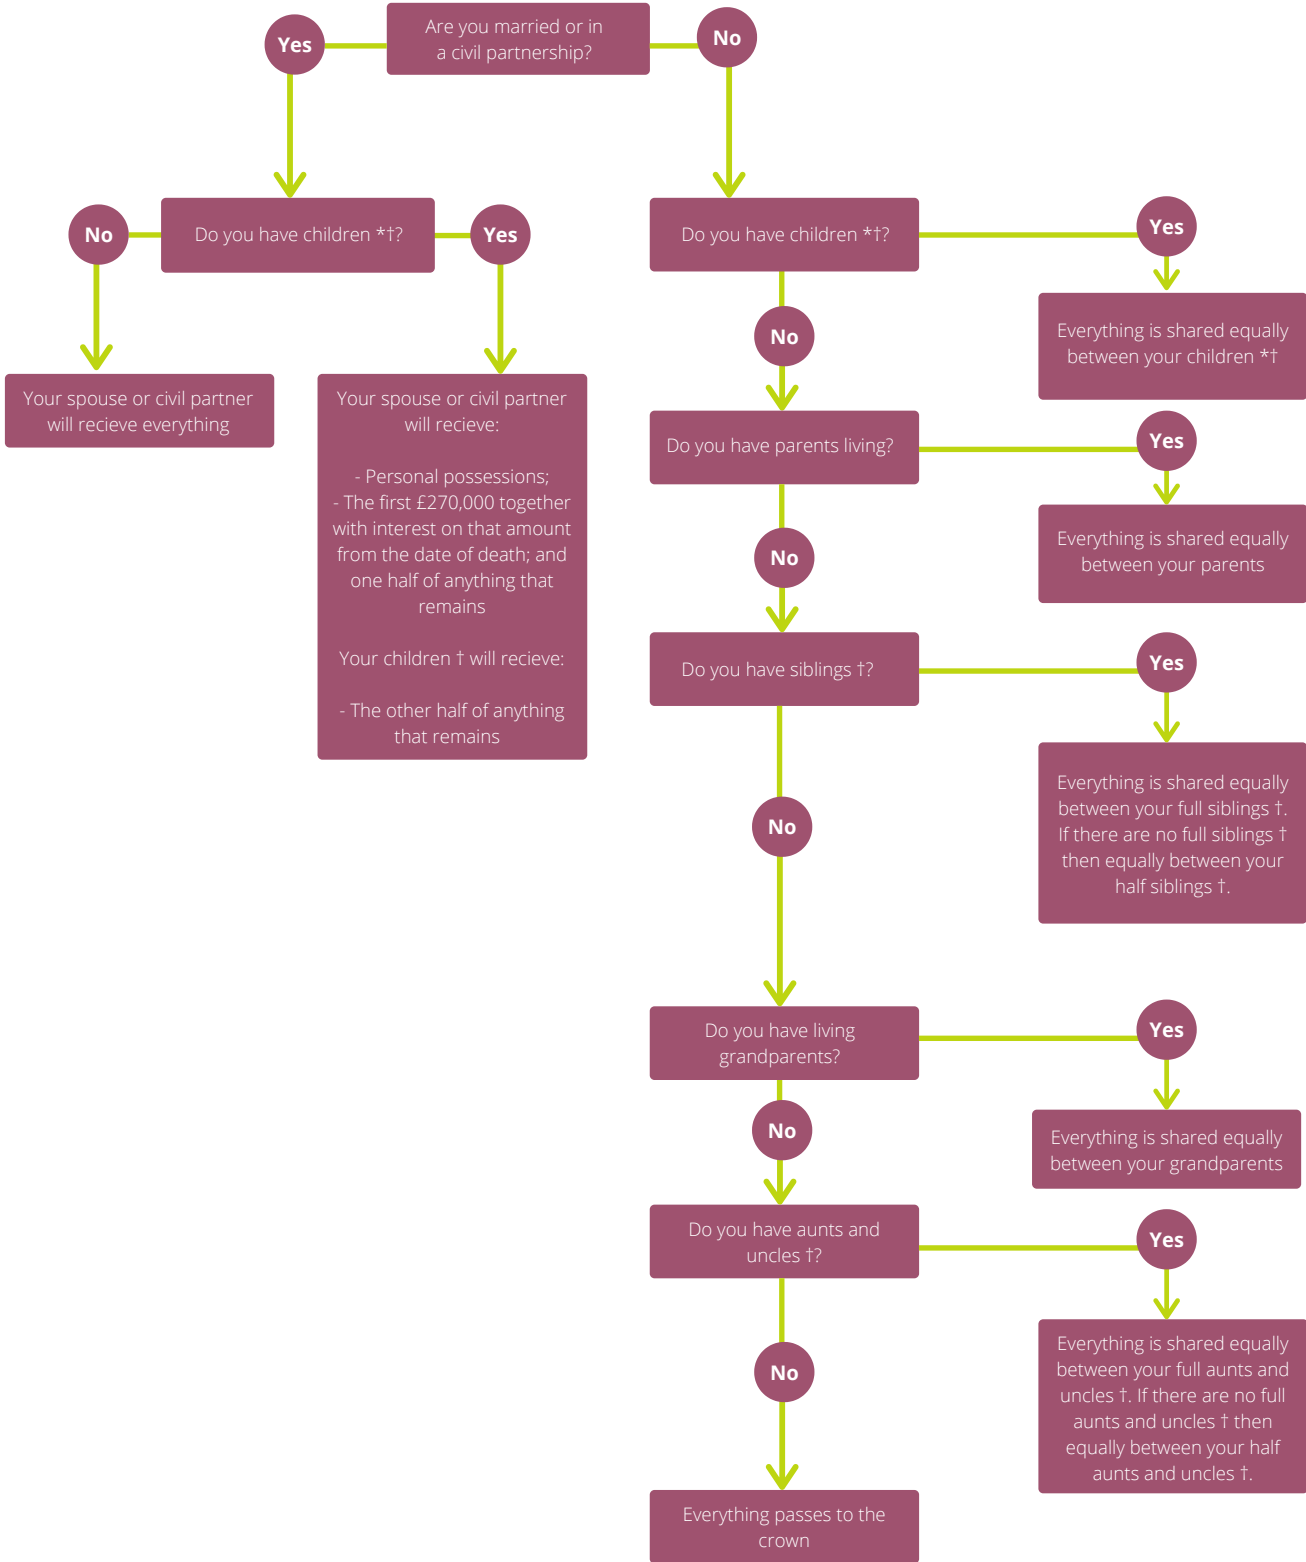 Are you married or in
a civil partnership?
Yes
No
Do you have children *†?
No
Yes
Your spouse or civil partner
will recieve everything
Your spouse or civil partner
will recieve:
- Personal possessions;
- The first £270,000 together
with interest on that amount
from the date of death; and
one half of anything that
remains
Your children † will recieve:
- The other half of anything
that remains
Do you have children *†?
Yes
Everything is shared equally
between your children *†
No
Do you have parents living?
Yes
Everything is shared equally
between your parents
No
Do you have siblings †?
Yes
Everything is shared equally
between your full siblings †.
If there are no full siblings †
then equally between your
half siblings †.
No
Do you have living
grandparents?
Yes
Everything is shared equally
between your grandparents
No
Do you have aunts and
uncles †?
Yes
Everything is shared equally
between your full aunts and
uncles †. If there are no full
aunts and uncles † then
equally between your half
aunts and uncles †.
No
Everything passes to the
crown